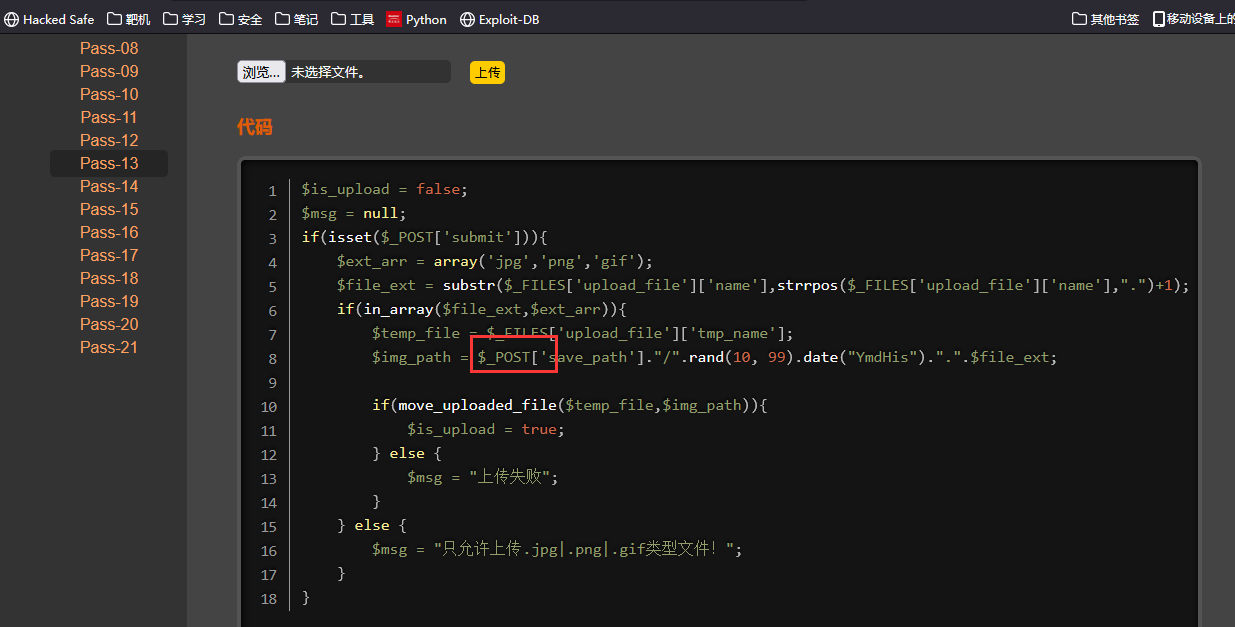 Hacked Safe 靶机 学习 安全 笔记 工具 Python Exploit-DB 其他书签 移动设备上的
Pass-08
Pass-09
Pass-10
Pass-11
Pass-12
Pass-13
Pass-14
Pass-15
Pass-16
Pass-17
Pass-18
Pass-19
Pass-20
Pass-21
浏览... 未选择文件。 上传
代码
1 $is_upload = false;
2 $msg = null;
3 if(isset($_POST['submit'])){
4 $ext_arr = array('jpg','png','gif');
5 $file_ext = substr($_FILES['upload_file']['name'],strrpos($_FILES['upload_file']['name'],".")+1);
6 if(in_array($file_ext,$ext_arr)){
7 $temp_file = $_FILES['upload_file']['tmp_name'];
8 $img_path = $_POST['save_path']."/".rand(10, 99).date("YmdHis").".".$file_ext;
9
10 if(move_uploaded_file($temp_file,$img_path)){
11 $is_upload = true;
12 } else {
13 $msg = "上传失败";
14 }
15 } else {
16 $msg = "只允许上传.jpg|.png|.gif类型文件！";
17 }
18 }